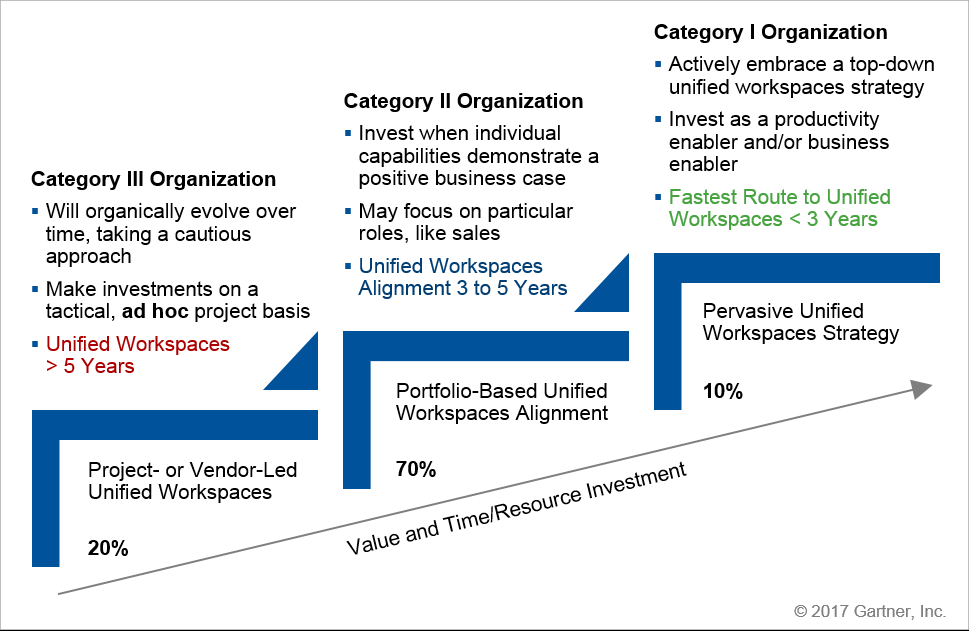 Category I Organization
▪ Actively embrace a top-down
unified workspaces strategy
▪ Invest as a productivity
enabler and/or business
enabler
▪ Fastest Route to Unified
Workspaces < 3 Years
Pervasive Unified
Workspaces Strategy
10%
Category II Organization
▪ Invest when individual
capabilities demonstrate a
positive business case
▪ May focus on particular
roles, like sales
▪ Unified Workspaces
Alignment 3 to 5 Years
Portfolio-Based Unified
Workspaces Alignment
70%
Category III Organization
▪ Will organically evolve over
time, taking a cautious
approach
▪ Make investments on a
tactical, ad hoc project basis
▪ Unified Workspaces
> 5 Years
Project- or Vendor-Led
Unified Workspaces
20%
Value and Time/Resource Investment
© 2017 Gartner, Inc.